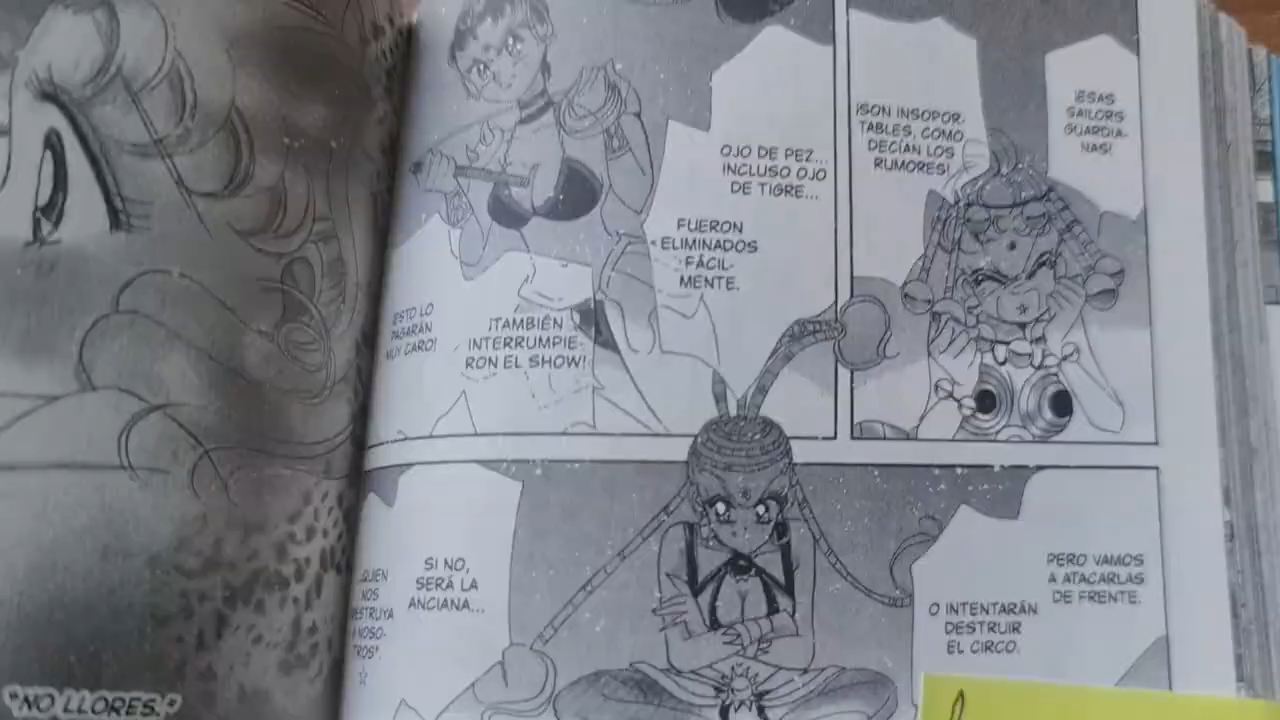 ¡ESAS
SAILORS
GUARDIA-
NAS!
¡SON INSOPOR-
TABLES, COMO
DECÍAN LOS
RUMORES!
OJO DE PEZ...
INCLUSO OJO
DE TIGRE...
FUERON
ELIMINADOS
FÁCIL-
MENTE.
¡TAMBIÉN
INTERRUMPIE-
RON EL SHOW!
¡ESTO LO
PAGARÁN
MUY CARO!
PERO VAMOS
A ATACARLAS
DE FRENTE.
O INTENTARÁN
DESTRUIR
EL CIRCO.
SI NO,
SERÁ LA
ANCIANA...
...QUIEN
NOS
DESTRUYA
A NOSO-
TROS".
☆
"NO LLORES."